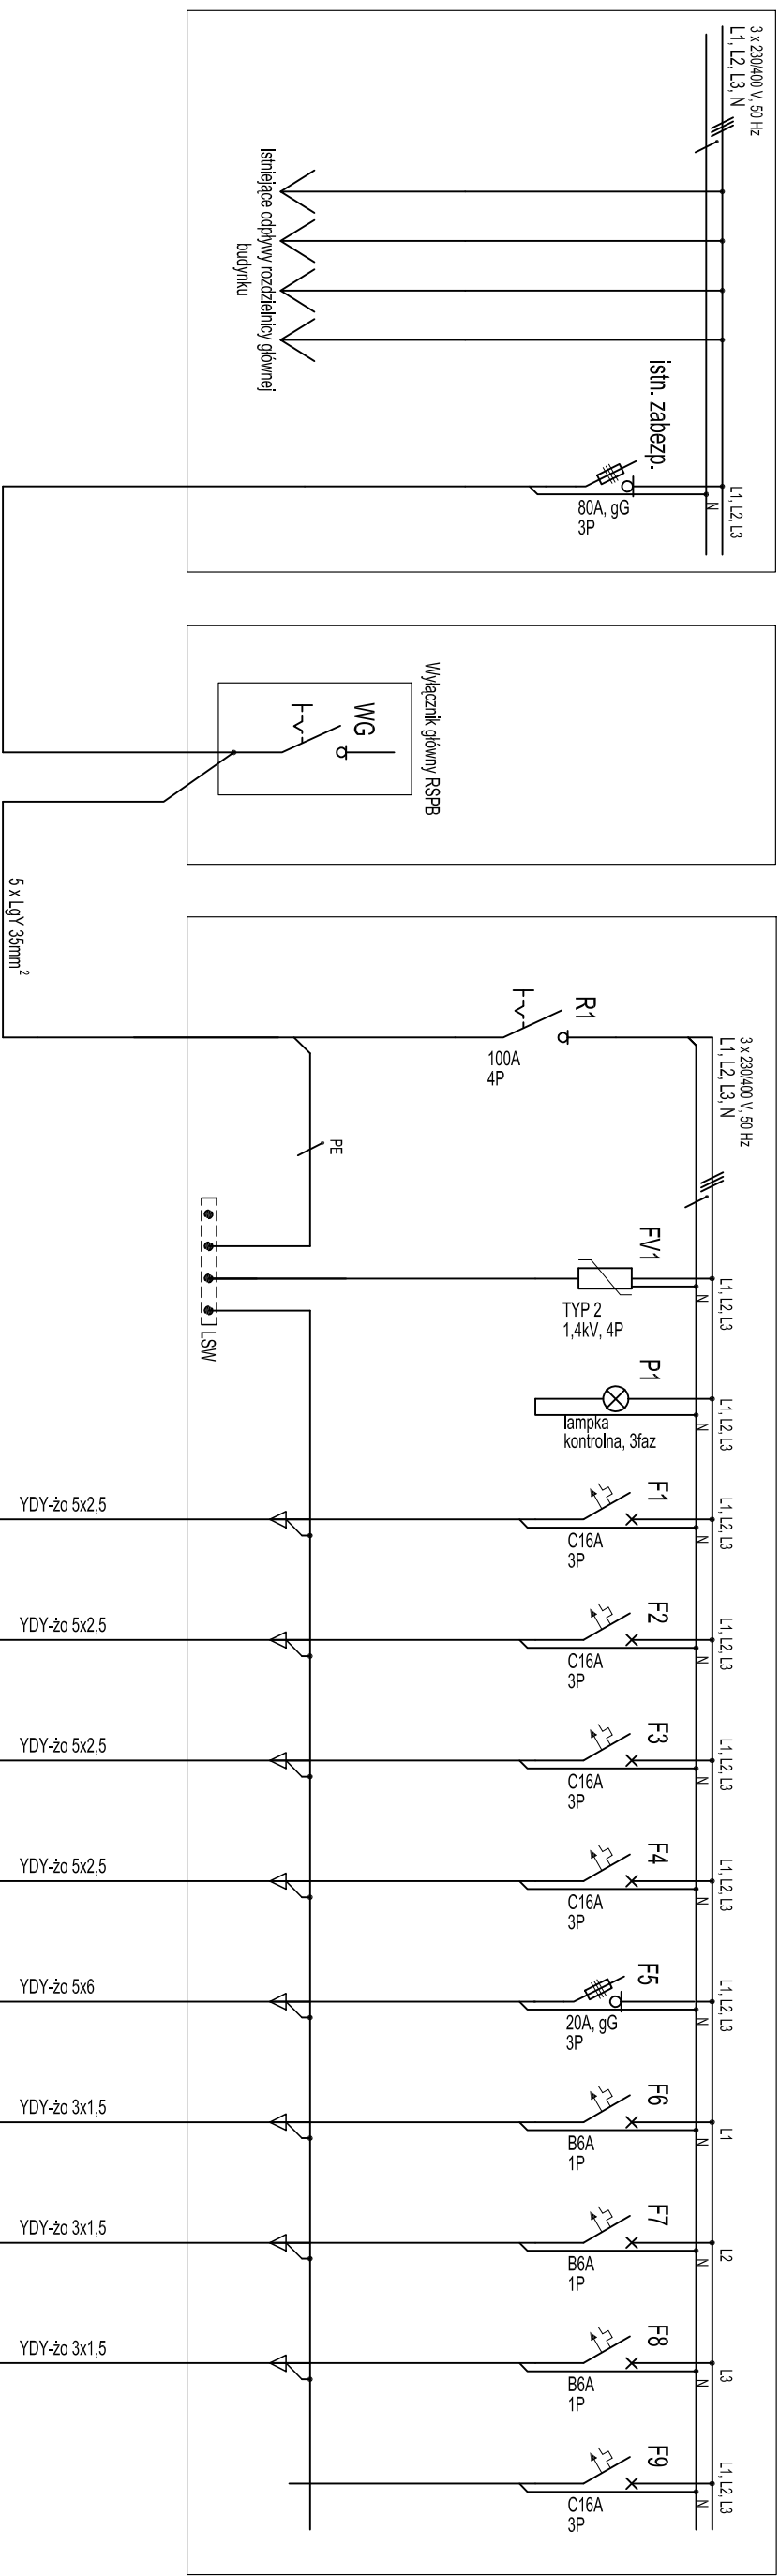 3 x 230/400 V, 50 Hz
L1, L2, L3, N
Istniejące odpływy rozdzielnicy głównej
budynku
istn. zabezp.
80A, gG
3P
L1, L2, L3
N
Wyłącznik główny RSPB
WG
5 x LgY 35mm²
3 x 230/400 V, 50 Hz
L1, L2, L3, N
R1
100A
4P
PE
LSW
FV1
TYP 2
1,4kV, 4P
L1, L2, L3
N
P1
lampka
kontrolna, 3faz
L1, L2, L3
N
F1
C16A
3P
L1, L2, L3
N
YDY-żo 5x2,5
F2
C16A
3P
L1, L2, L3
N
YDY-żo 5x2,5
F3
C16A
3P
L1, L2, L3
N
YDY-żo 5x2,5
F4
C16A
3P
L1, L2, L3
N
YDY-żo 5x2,5
F5
20A, gG
3P
L1, L2, L3
N
YDY-żo 5x6
F6
B6A
1P
L1
N
YDY-żo 3x1,5
F7
B6A
1P
L2
N
YDY-żo 3x1,5
F8
B6A
1P
L3
N
YDY-żo 3x1,5
F9
C16A
3P
L1, L2, L3
N